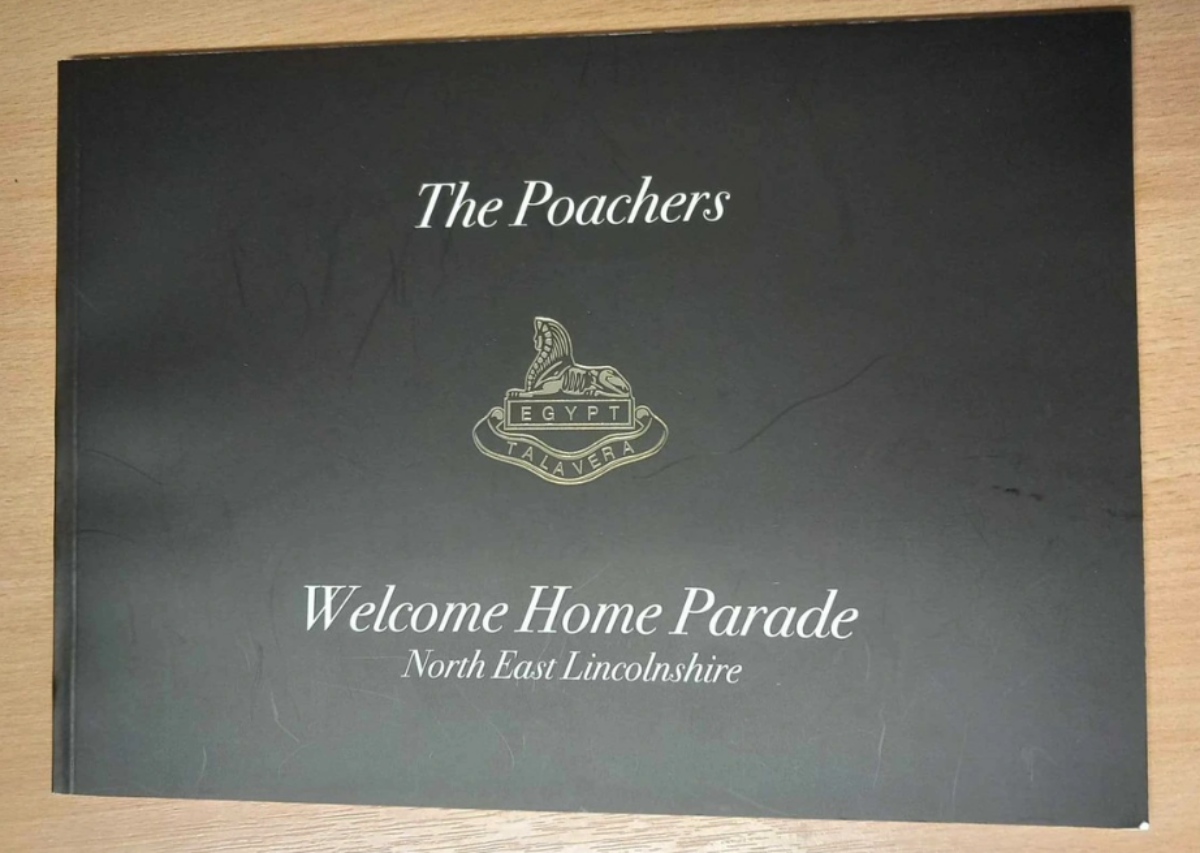 The Poachers
EGYPT
TALAVERA
Welcome Home Parade
North East Lincolnshire